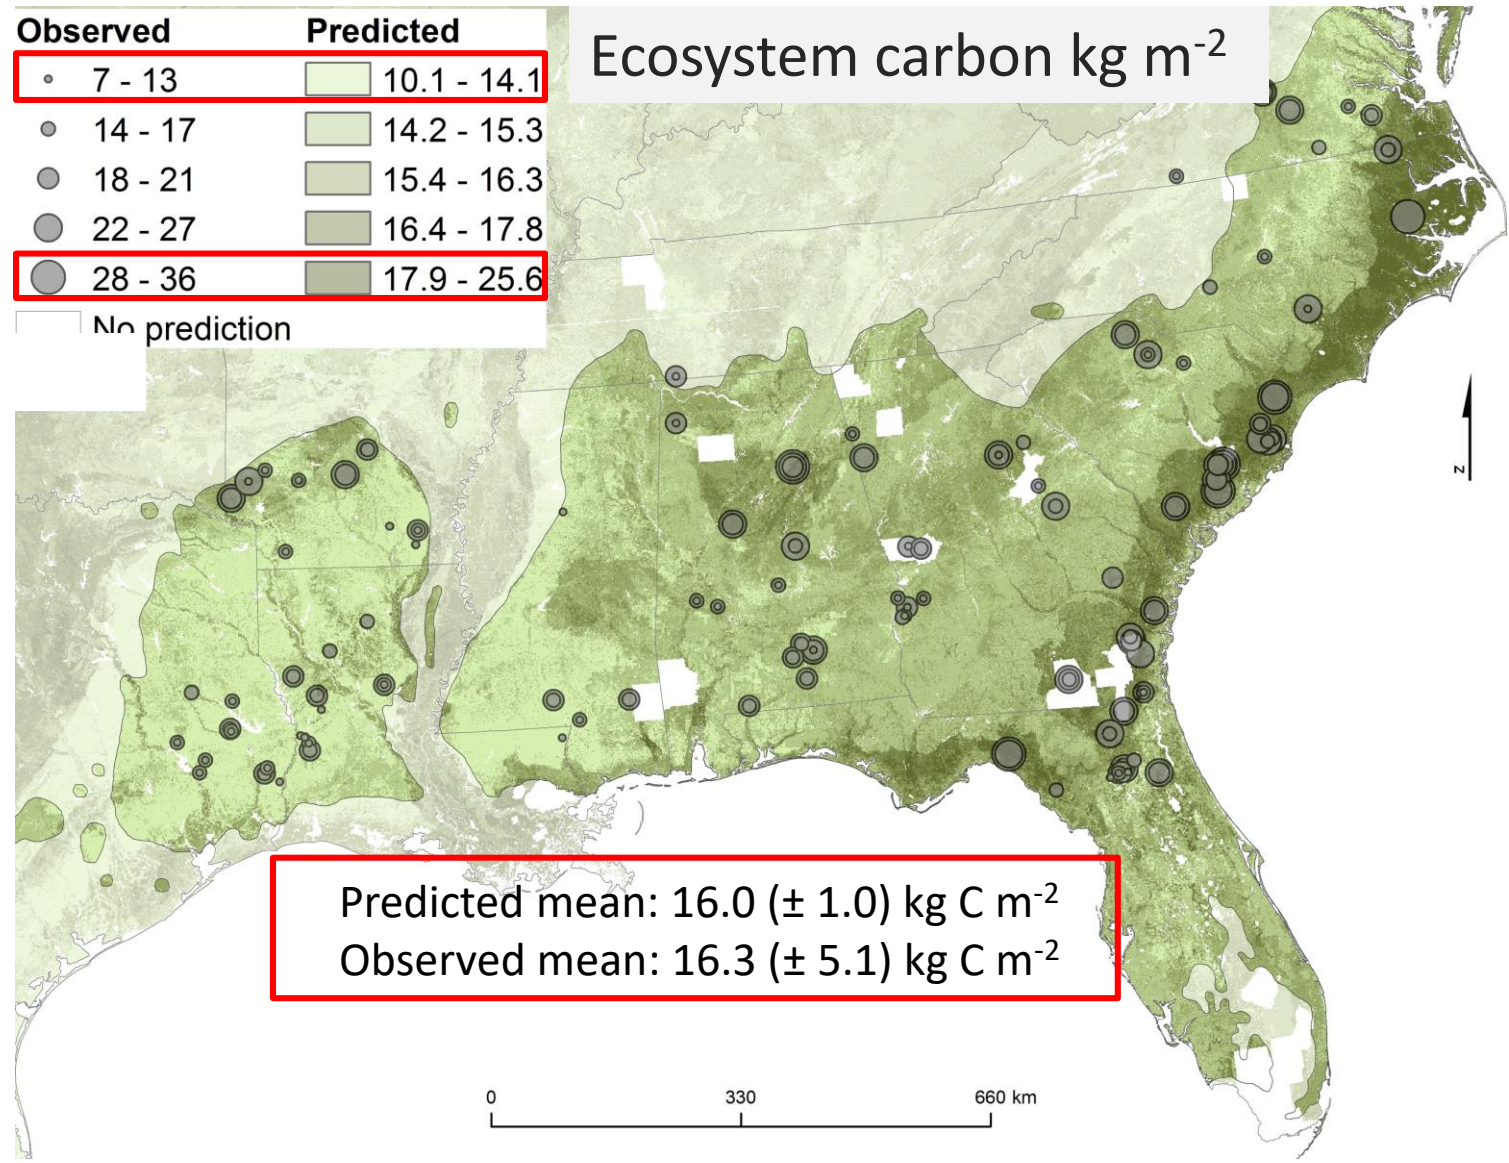 Observed Predicted
7 - 13 10.1 - 14.1
14 - 17 14.2 - 15.3
18 - 21 15.4 - 16.3
22 - 27 16.4 - 17.8
28 - 36 17.9 - 25.6
No prediction
Ecosystem carbon kg m⁻²
N
Predicted mean: 16.0 (± 1.0) kg C m⁻²
Observed mean: 16.3 (± 5.1) kg C m⁻²
0 330 660 km